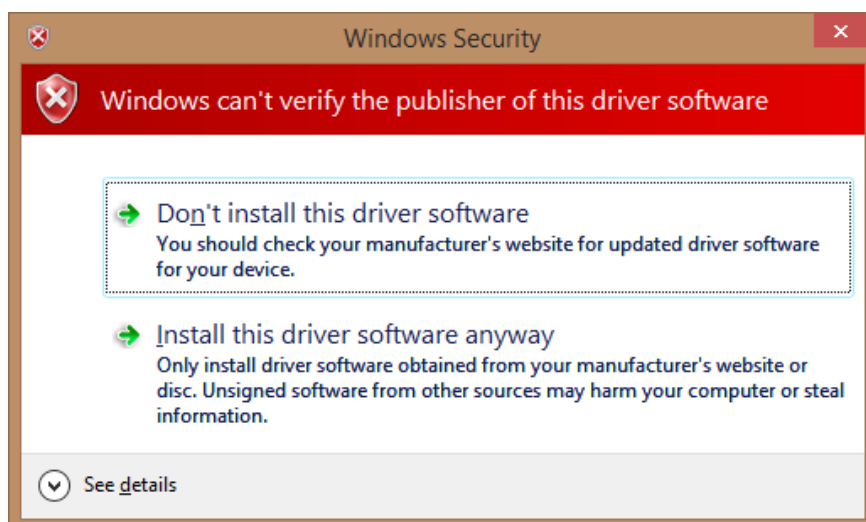 Windows Security
Windows can't verify the publisher of this driver software
Don't install this driver software
You should check your manufacturer's website for updated driver software
for your device.
Install this driver software anyway
Only install driver software obtained from your manufacturer's website or
disc. Unsigned software from other sources may harm your computer or steal
information.
See details